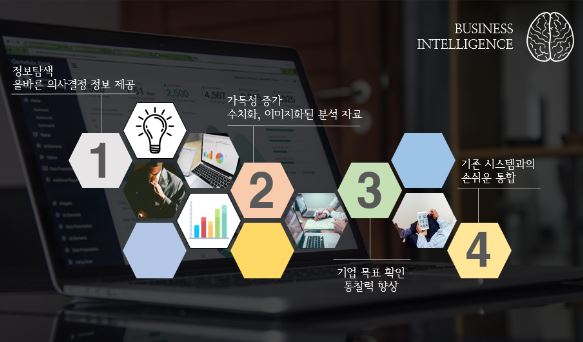 BUSINESS
INTELLIGENCE
정보탐색
올바른 의사결정 정보 제공
1
가독성 증가
수치화, 이미지화된 분석 자료
2
3
기업 목표 확인
통찰력 향상
기존 시스템과의
손쉬운 통합
4